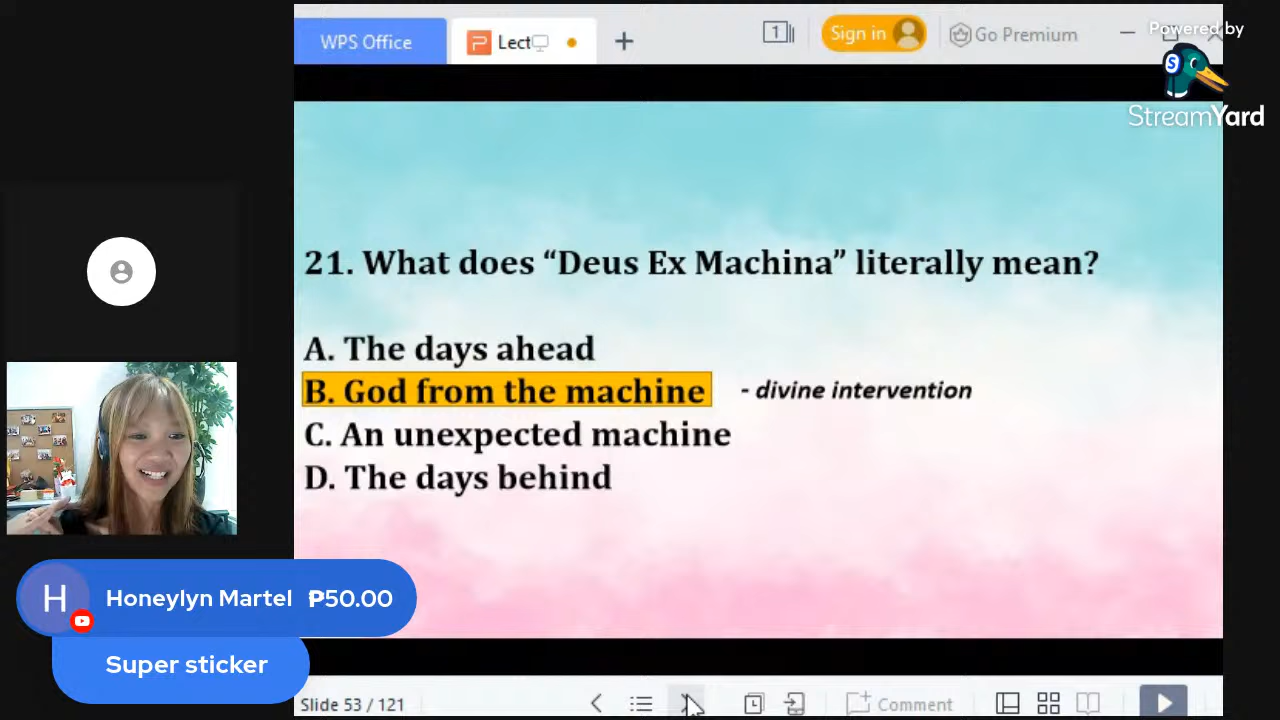 WPS Office
Lect
1
Sign in
Go Premium
Powered by
StreamYard
21. What does “Deus Ex Machina” literally mean?
A. The days ahead
B. God from the machine - divine intervention
C. An unexpected machine
D. The days behind
H Honeylyn Martel ₱50.00
Super sticker
Slide 53 / 121
Comment